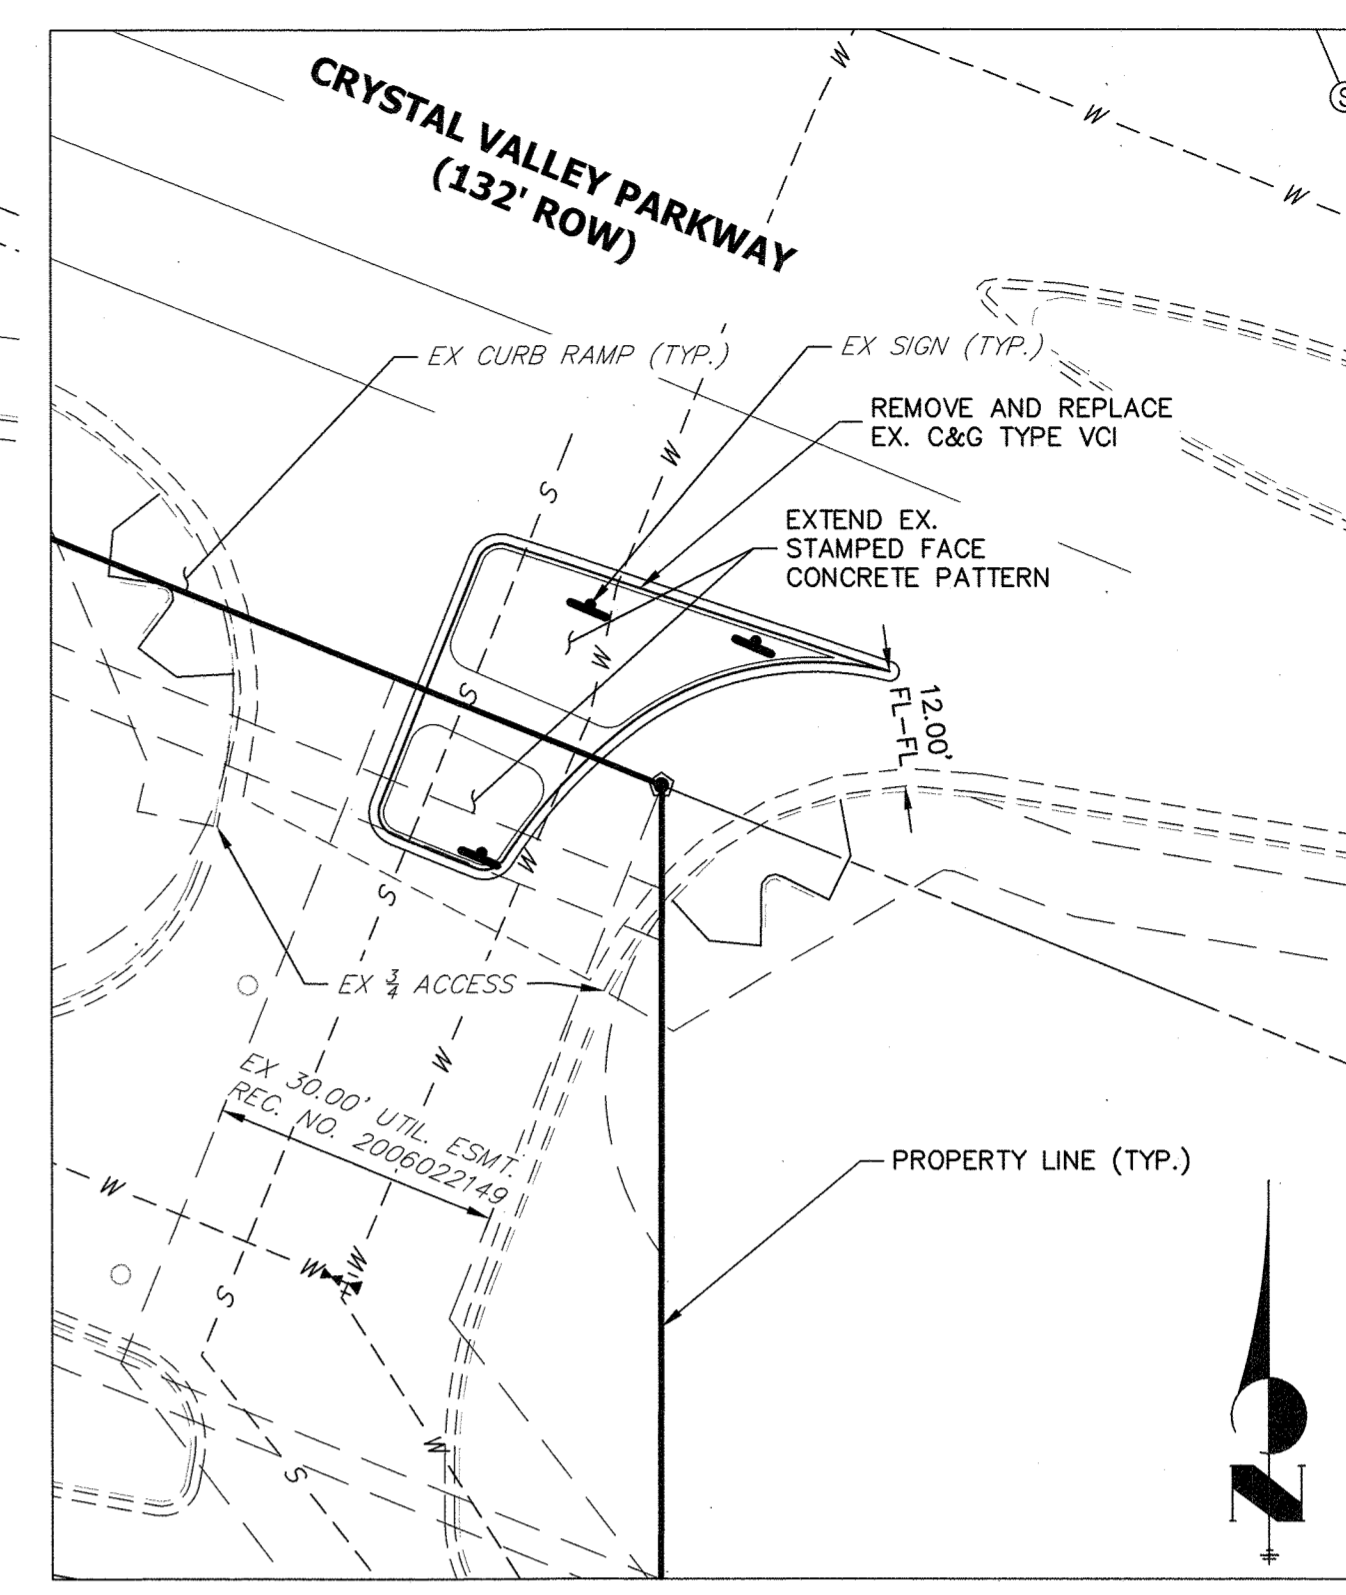 CRYSTAL VALLEY PARKWAY
(132' ROW)
W
W
W
S
EX CURB RAMP (TYP.)
EX SIGN (TYP.)
REMOVE AND REPLACE
EX. C&G TYPE VCI
W
S
EXTEND EX.
STAMPED FACE
CONCRETE PATTERN
W
S
12.00'
FL-FL
W
S
EX ¾ ACCESS
W
EX 30.00' UTIL. ESMT.
REC. NO. 2006022149
PROPERTY LINE (TYP.)
W
W
W
S
W
S
N